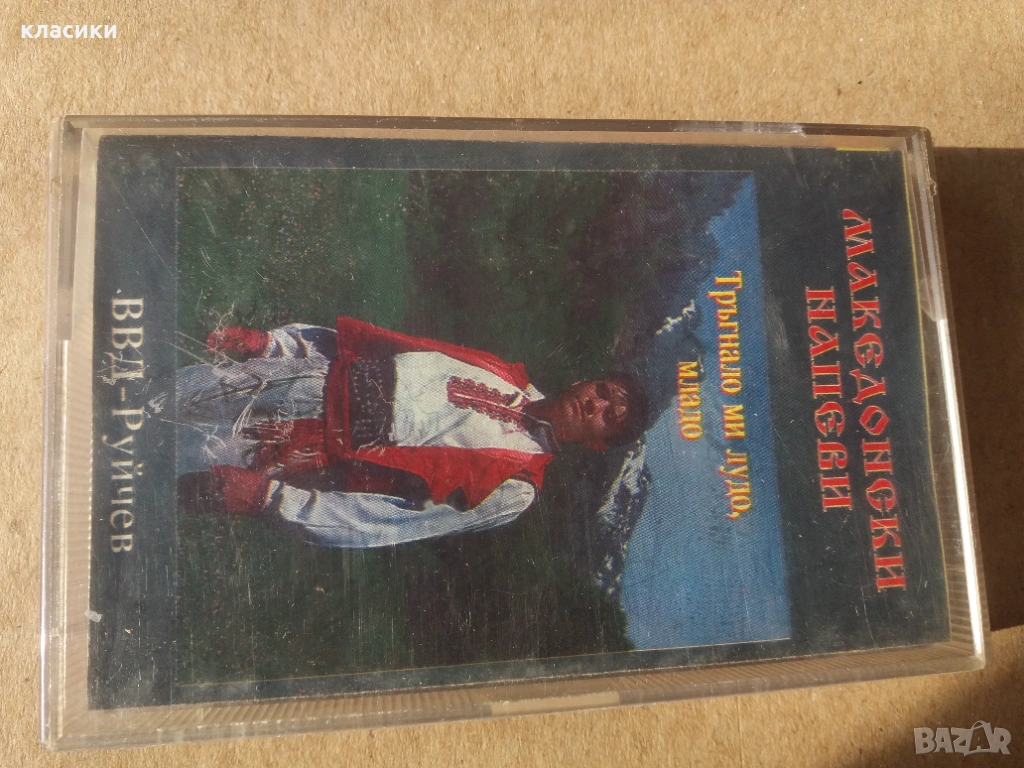 класики
МАКЕДОНСКИ
НАПЕВИ
Тръгнало ми лудо,
младо
ВВД-Руйчев
BAZAR